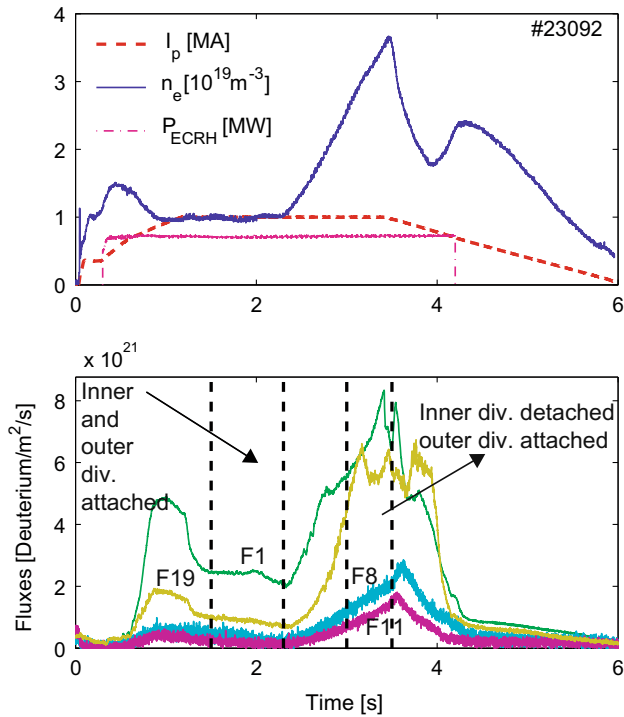 #23092
I_p [MA]
n_e[10^19m^-3]
P_ECRH [MW]
4
3
2
1
0
0 2 4 6
x 10^21
Inner
and
outer
div.
attached
Inner div. detached
outer div. attached
F1
F19
F8
F11
8
6
4
2
0
Fluxes [Deuterium/m^2/s]
0 2 4 6
Time [s]